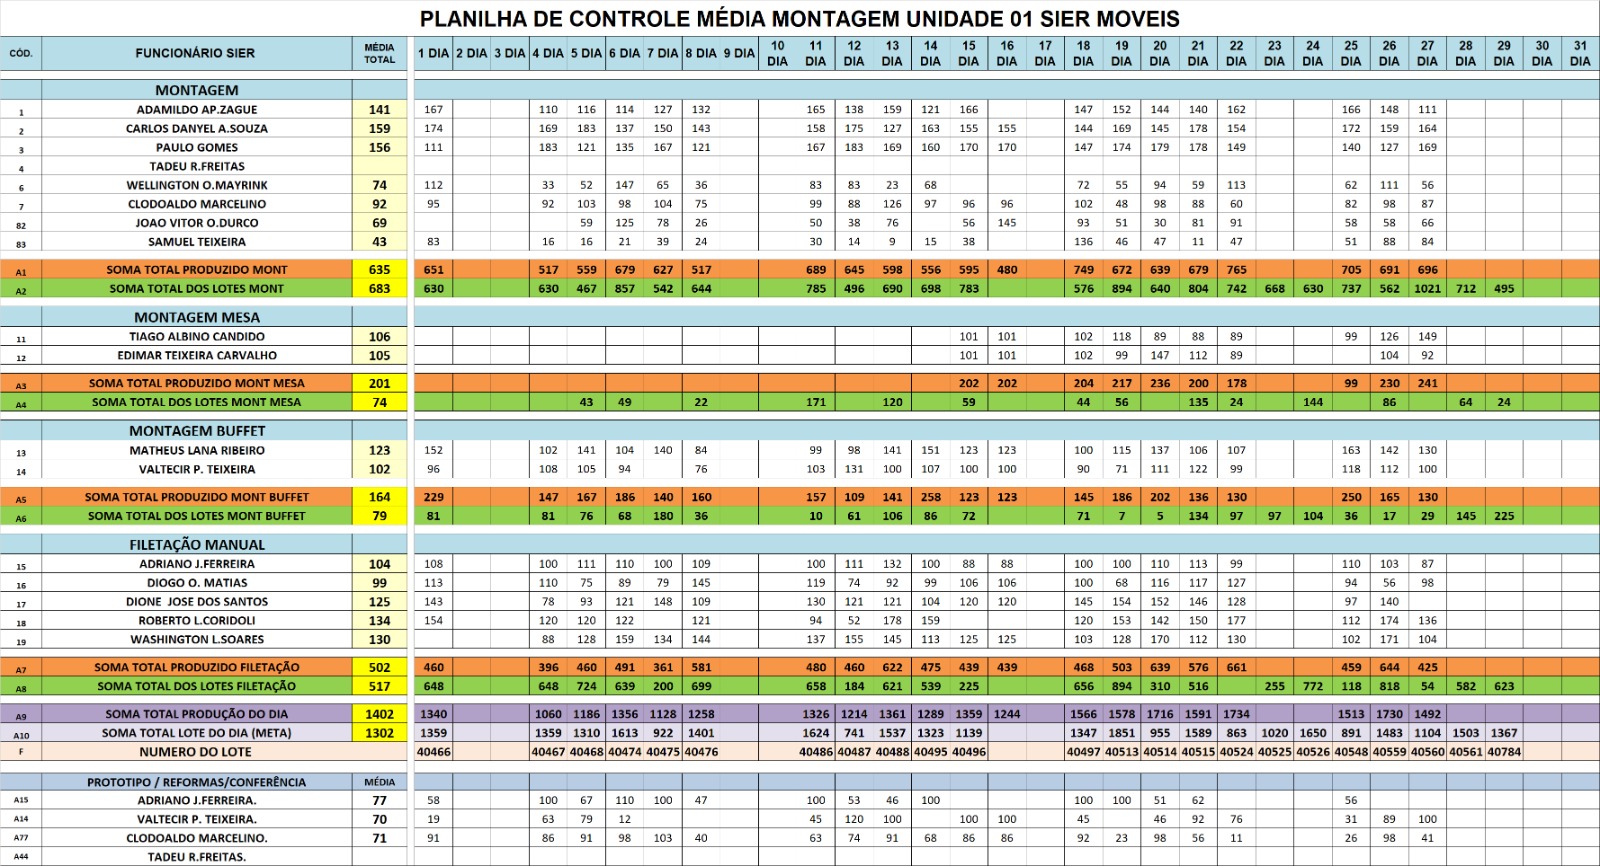 PLANILHA DE CONTROLE MÉDIA MONTAGEM UNIDADE 01 SIER MOVEIS
CÓD. FUNCIONÁRIO SIER MÉDIA TOTAL 1 DIA 2 DIA 3 DIA 4 DIA 5 DIA 6 DIA 7 DIA 8 DIA 9 DIA 10 DIA 11 DIA 12 DIA 13 DIA 14 DIA 15 DIA 16 DIA 17 DIA 18 DIA 19 DIA 20 DIA 21 DIA 22 DIA 23 DIA 24 DIA 25 DIA 26 DIA 27 DIA 28 DIA 29 DIA 30 DIA 31 DIA
MONTAGEM
1 ADAMILDO AP.ZAGUE 141 167 110 116 114 127 132 165 138 159 121 166 147 152 144 140 162 166 148 111
2 CARLOS DANYEL A.SOUZA 159 174 169 183 137 150 143 158 175 127 163 155 155 144 169 145 178 154 172 159 164
3 PAULO GOMES 156 111 183 121 135 167 121 167 183 169 160 170 170 147 174 179 178 149 140 127 169
4 TADEU R.FREITAS
6 WELLINGTON O.MAYRINK 74 112 33 52 147 65 36 83 83 23 68 72 55 94 59 113 62 111 56
7 CLODOALDO MARCELINO 92 95 92 103 98 104 75 99 88 126 97 96 96 102 48 98 88 60 82 98 87
82 JOAO VITOR O.DURCO 69 59 125 78 26 50 38 76 56 145 93 51 30 81 91 58 58 66
83 SAMUEL TEIXEIRA 43 83 16 16 21 39 24 30 14 9 15 38 136 46 47 11 47 51 88 84
A1 SOMA TOTAL PRODUZIDO MONT 635 651 517 559 679 627 517 689 645 598 556 595 480 749 672 639 679 765 705 691 696
A2 SOMA TOTAL DOS LOTES MONT 683 630 630 467 857 542 644 785 496 690 698 783 576 894 640 804 742 668 630 737 562 1021 712 495
MONTAGEM MESA
11 TIAGO ALBINO CANDIDO 106 101 101 102 118 89 88 89 99 126 149
12 EDIMAR TEIXEIRA CARVALHO 105 101 101 102 99 147 112 89 104 92
A3 SOMA TOTAL PRODUZIDO MONT MESA 201 202 202 204 217 236 200 178 99 230 241
A4 SOMA TOTAL DOS LOTES MONT MESA 74 43 49 22 171 120 59 44 56 135 24 144 86 64 24
MONTAGEM BUFFET
13 MATHEUS LANA RIBEIRO 123 152 102 141 104 140 84 99 98 141 151 123 123 100 115 137 106 107 163 142 130
14 VALTECIR P. TEIXEIRA 102 96 108 105 94 76 103 131 100 107 100 100 90 71 111 122 99 118 112 100
A5 SOMA TOTAL PRODUZIDO MONT BUFFET 164 229 147 167 186 140 160 157 109 141 258 123 123 145 186 202 136 130 250 165 130
A6 SOMA TOTAL DOS LOTES MONT BUFFET 79 81 81 76 68 180 36 10 61 106 86 72 71 7 5 134 97 97 104 36 17 29 145 225
FILETAÇÃO MANUAL
15 ADRIANO J.FERREIRA 104 108 100 111 110 100 109 100 111 132 100 88 88 100 100 110 113 99 110 103 87
16 DIOGO O. MATIAS 99 113 110 75 89 79 145 119 74 92 99 106 106 100 68 116 117 127 94 56 98
17 DIONE JOSE DOS SANTOS 125 143 78 93 121 148 109 130 121 121 104 120 120 145 154 152 146 128 97 140
18 ROBERTO L.CORIDOLI 134 154 120 120 122 121 94 52 178 159 120 153 142 150 177 112 174 136
19 WASHINGTON L.SOARES 130 88 128 159 134 144 137 155 145 113 125 125 103 128 170 112 130 102 171 104
A7 SOMA TOTAL PRODUZIDO FILETAÇÃO 502 460 396 460 491 361 581 480 460 622 475 439 439 468 503 639 576 661 459 644 425
A8 SOMA TOTAL DOS LOTES FILETAÇÃO 517 648 648 724 639 200 699 658 184 621 539 225 656 894 310 516 255 772 118 818 54 582 623
A9 SOMA TOTAL PRODUÇÃO DO DIA 1402 1340 1060 1186 1356 1128 1258 1326 1214 1361 1289 1359 1244 1566 1578 1716 1591 1734 1513 1730 1492
A10 SOMA TOTAL LOTE DO DIA (META) 1302 1359 1359 1310 1613 922 1401 1624 741 1537 1323 1139 1347 1851 955 1589 863 1020 1650 891 1483 1104 1503 1367
F NUMERO DO LOTE 40466 40467 40468 40474 40475 40476 40486 40487 40488 40495 40496 40497 40513 40514 40515 40524 40525 40526 40548 40559 40560 40561 40784
PROTOTIPO / REFORMAS/CONFERÊNCIA MÉDIA
A15 ADRIANO J.FERREIRA. 77 58 100 67 110 100 47 100 53 46 100 100 100 51 62 56
A14 VALTECIR P. TEIXEIRA. 70 19 63 79 12 45 120 100 100 100 45 46 92 76 31 89 100
A77 CLODOALDO MARCELINO. 71 91 86 91 98 103 40 63 74 91 68 86 86 92 23 98 56 11 26 98 41
A44 TADEU R.FREITAS.